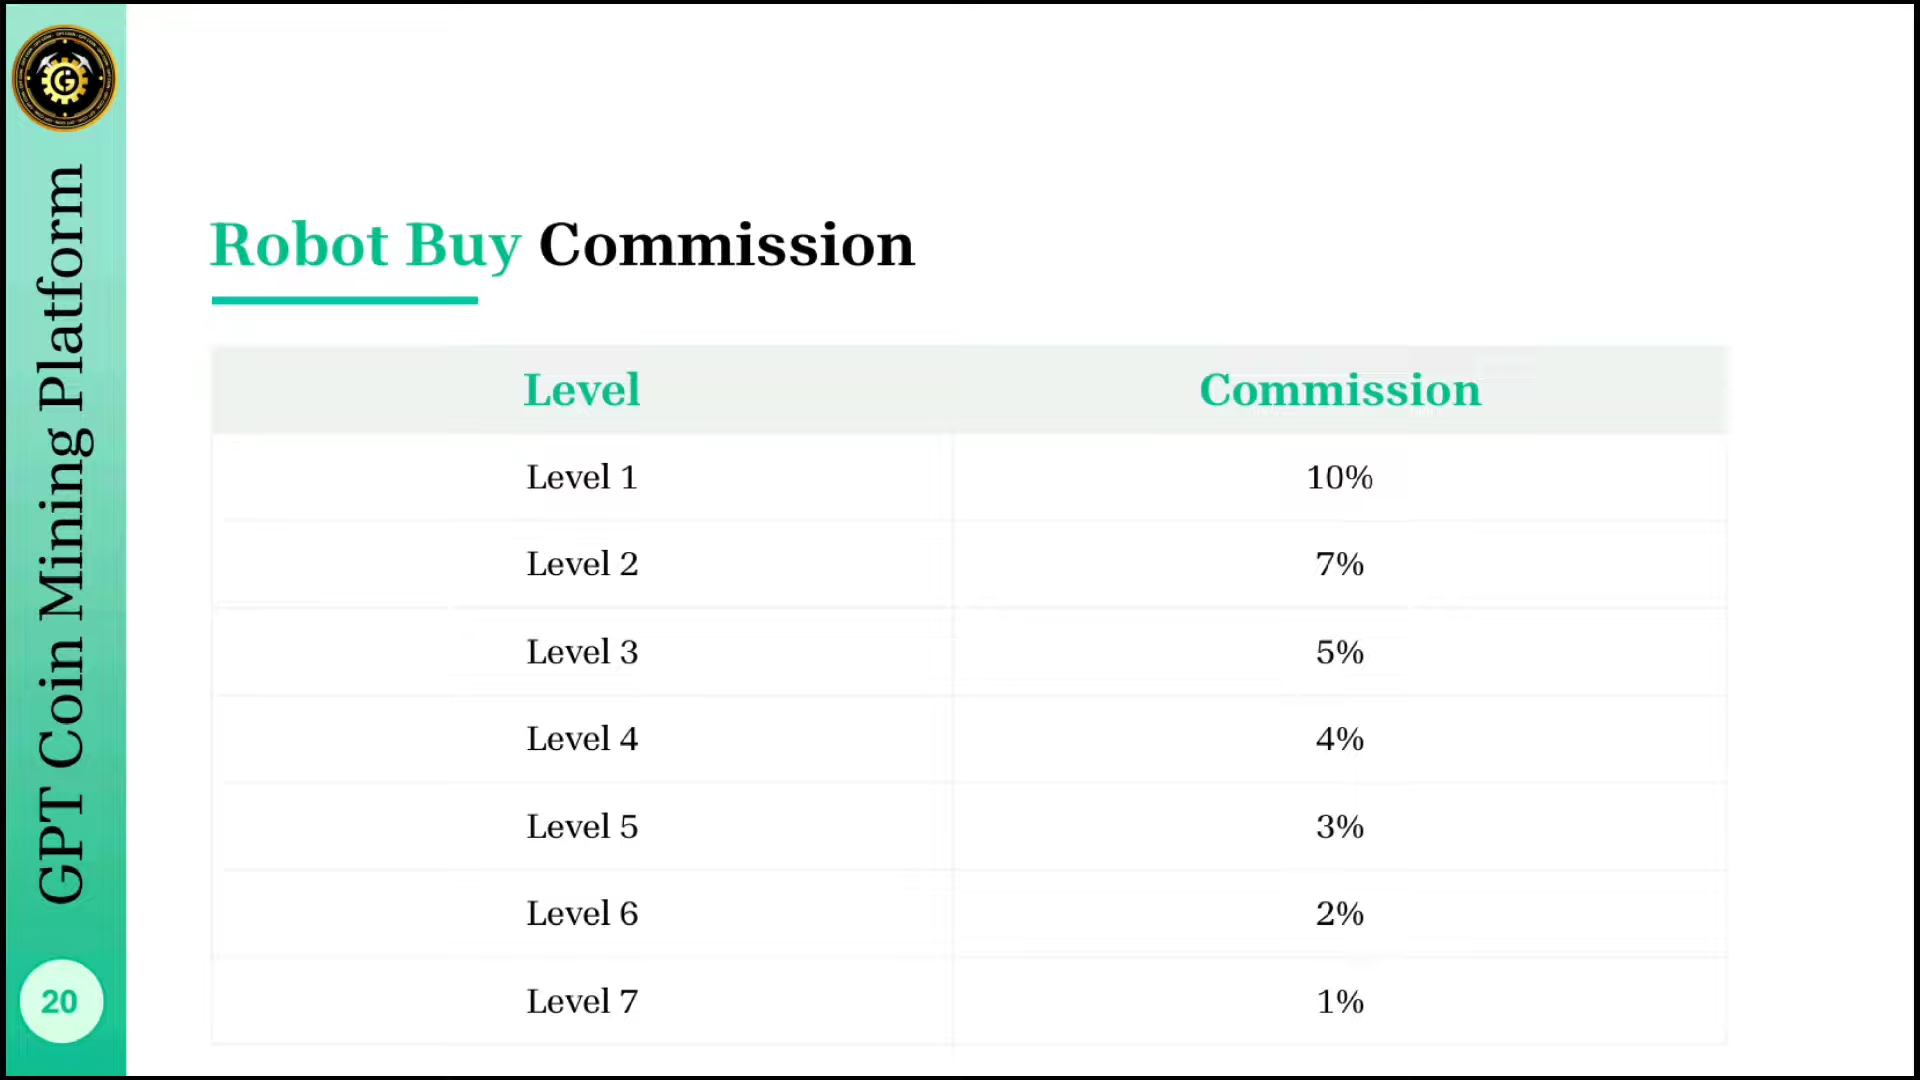 GPT Coin Mining Platform
20
Robot Buy Commission
Level Commission
Level 1 10%
Level 2 7%
Level 3 5%
Level 4 4%
Level 5 3%
Level 6 2%
Level 7 1%